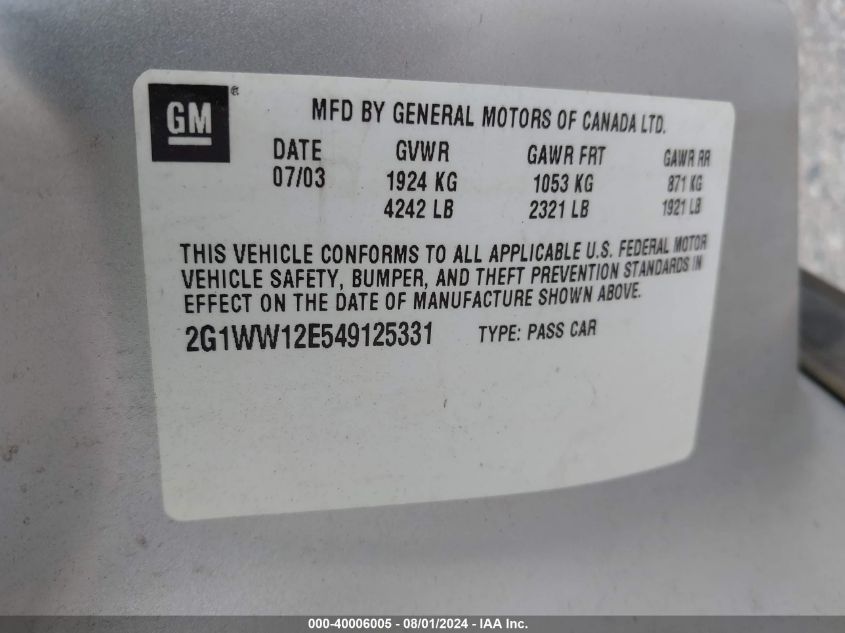 GM®
MFD BY GENERAL MOTORS OF CANADA LTD.
DATE GVWR GAWR FRT GAWR RR
07/03 1924 KG 1053 KG 871 KG
4242 LB 2321 LB 1921 LB
THIS VEHICLE CONFORMS TO ALL APPLICABLE U.S. FEDERAL MOTOR
VEHICLE SAFETY, BUMPER, AND THEFT PREVENTION STANDARDS IN
EFFECT ON THE DATE OF MANUFACTURE SHOWN ABOVE.
2G1WW12E549125331 TYPE: PASS CAR
000-40006005 - 08/01/2024 - IAA Inc.